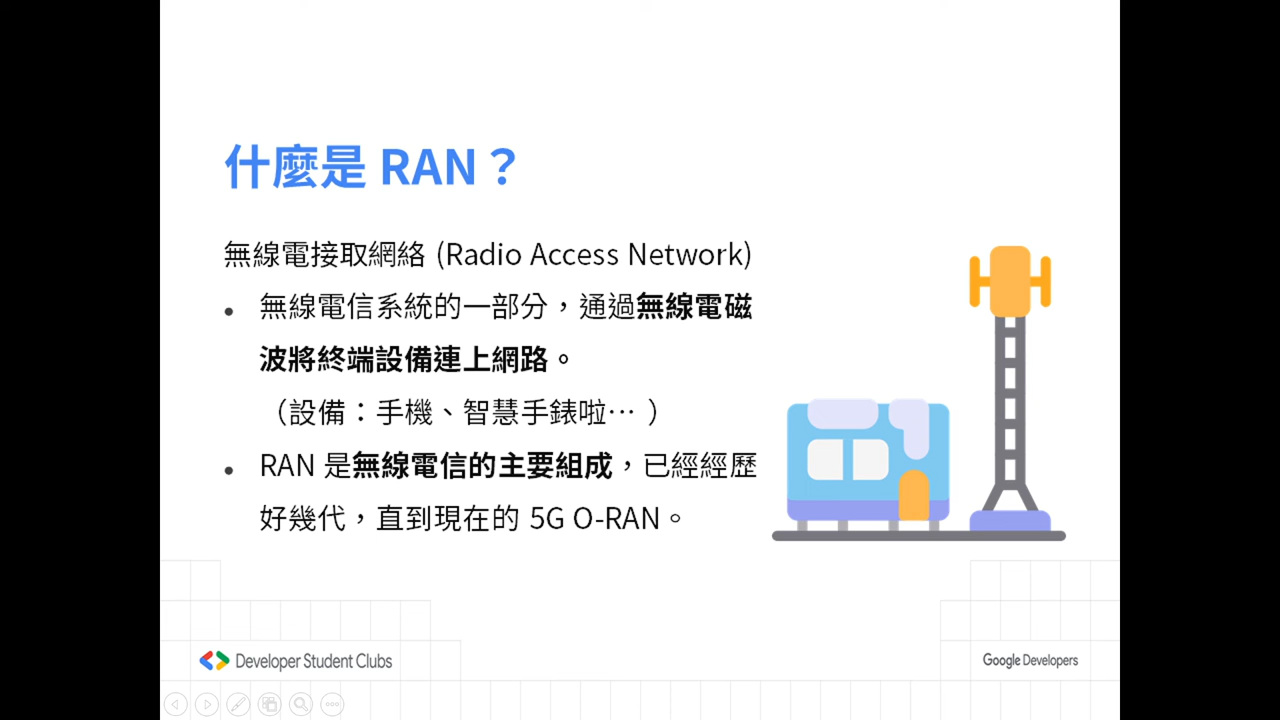 什麼是 RAN？
無線電接取網絡 (Radio Access Network)
• 無線電信系統的一部分，通過無線電磁
波將終端設備連上網路。
（設備：手機、智慧手錶啦… ）
• RAN 是無線電信的主要組成，已經經歷
好幾代，直到現在的 5G O-RAN。
Developer Student Clubs
Google Developers